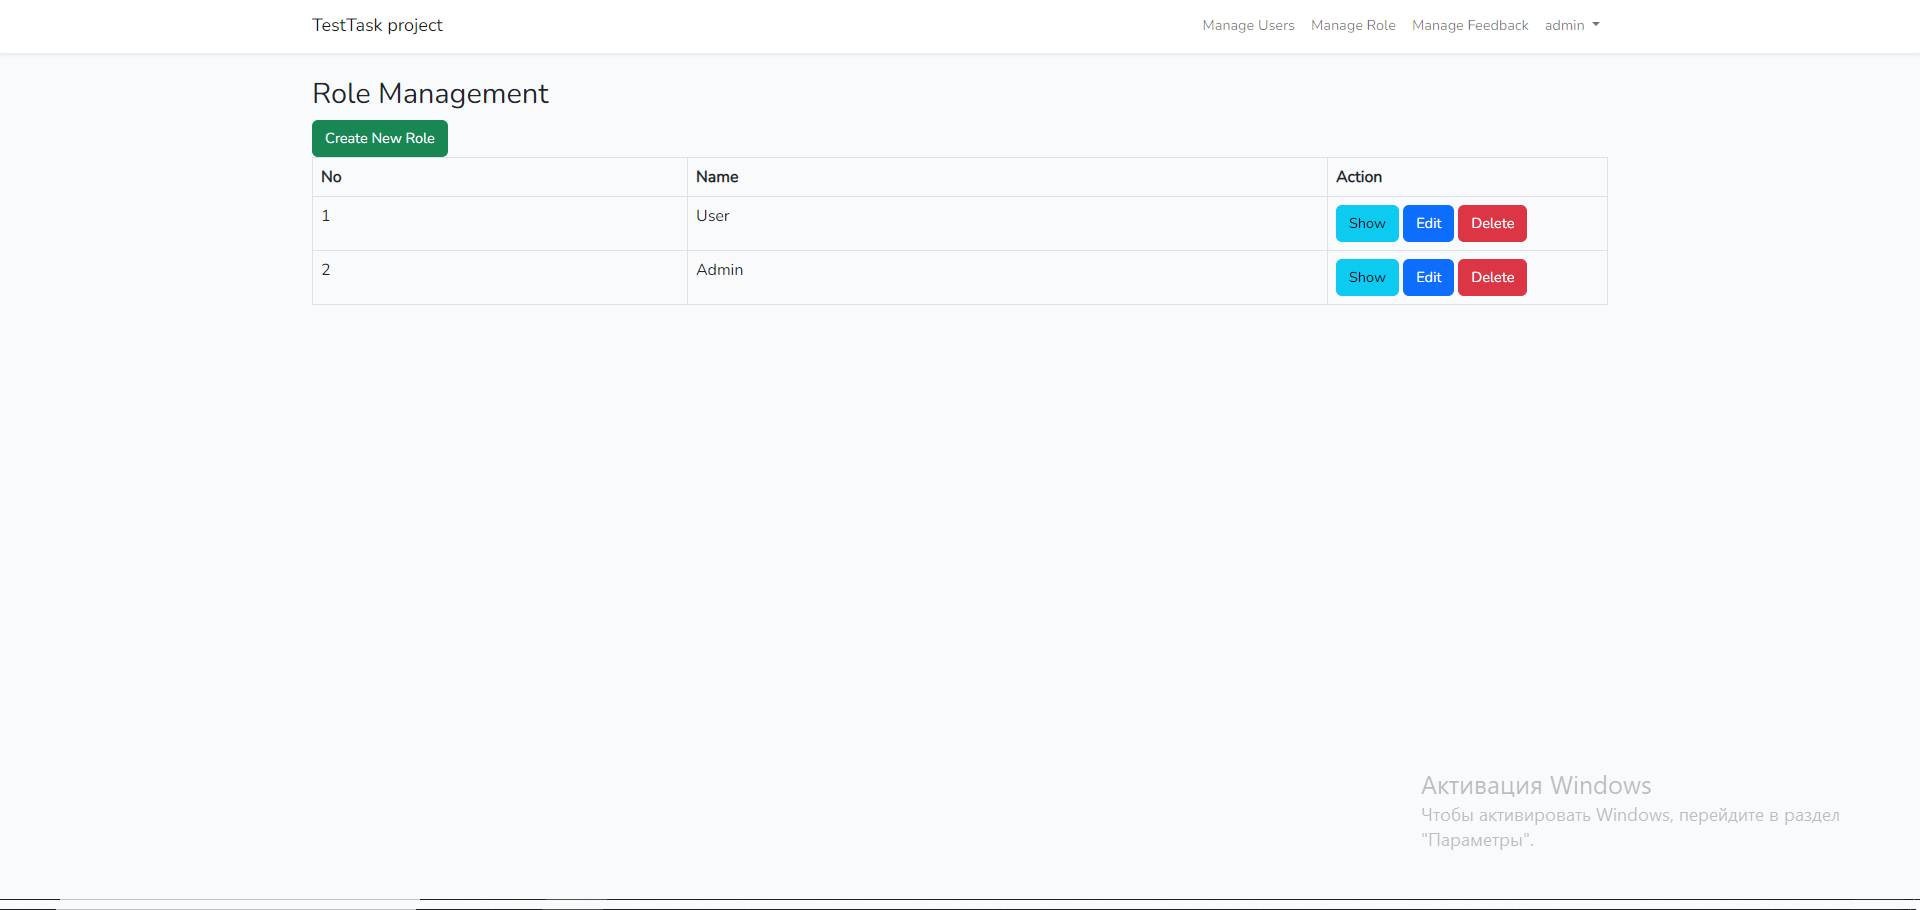 TestTask project Manage Users Manage Role Manage Feedback admin
Role Management
Create New Role
No Name Action
1 User Show Edit Delete
2 Admin Show Edit Delete
Активация Windows
Чтобы активировать Windows, перейдите в раздел
"Параметры".